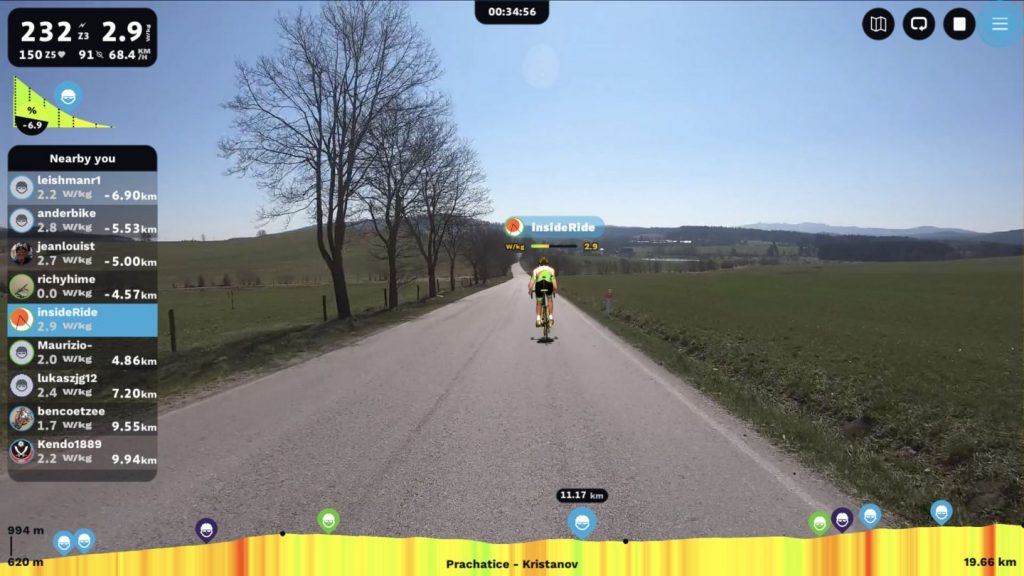 232 Z3 2.9 W/KG
150 Z5 91 68.4 KM/H
00:34:56
%
-6.9
Nearby you
leishmanr1
2.2 W/kg -6.90km
anderbike
2.8 W/kg -5.53km
jeanlouist
2.7 W/kg -5.00km
richyhime
0.0 W/kg -4.57km
insideRide
2.9 W/kg
Maurizio-
2.0 W/kg 4.86km
lukaszjg12
2.4 W/kg 7.20km
bencoetzee
1.7 W/kg 9.55km
Kendo1889
2.2 W/kg 9.94km
insideRide
W/kg 2.9
11.17 km
994 m
620 m
Prachatice - Kristanov
19.66 km